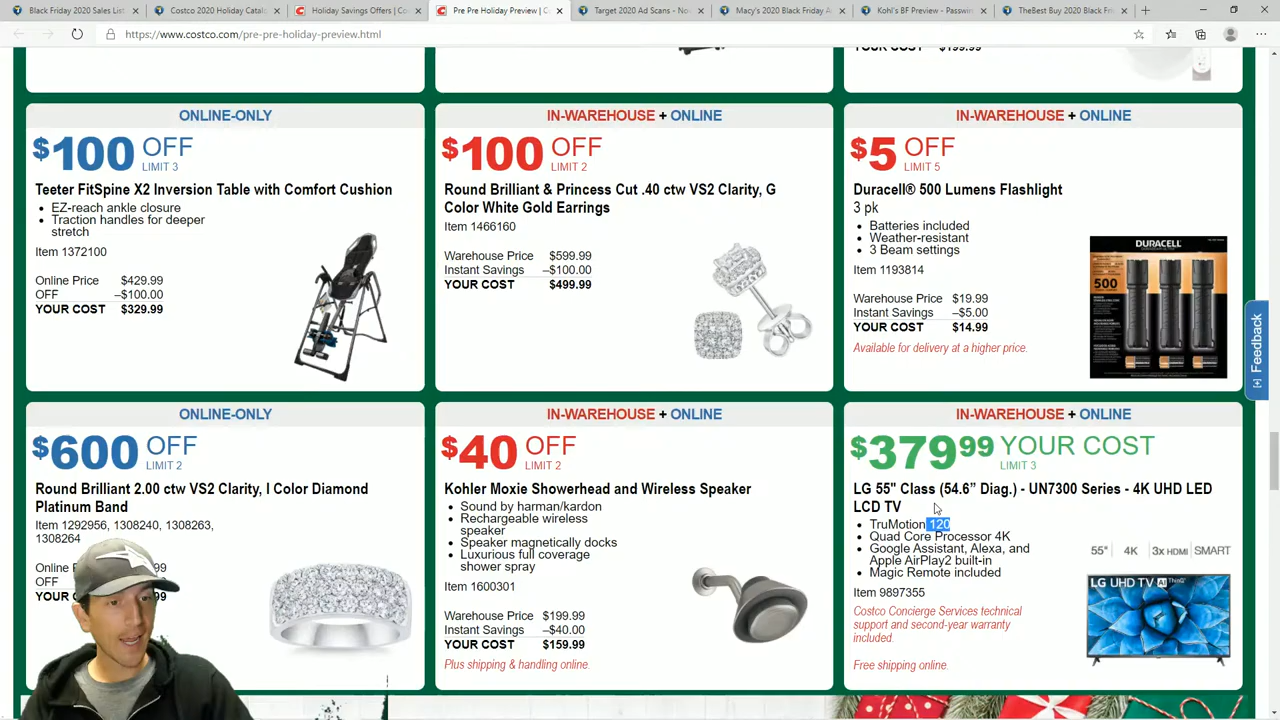 Black Friday 2020 Sales List
Costco 2020 Holiday Catal
Holiday Savings Offers | Co
Pre Pre Holiday Preview | C
Target 2020 Ad Scans - No
Macy's 2020 Black Friday A
Kohl's BF Preview - Passwo
TheBest Buy 2020 Black Fri
https://www.costco.com/pre-pre-holiday-preview.html
YOUR COST $199.99
ONLINE-ONLY
$100 OFF
LIMIT 3
Teeter FitSpine X2 Inversion Table with Comfort Cushion
• EZ-reach ankle closure
• Traction handles for deeper
stretch
Item 1372100
Online Price $429.99
OFF –$100.00
YOUR COST $329.99
IN-WAREHOUSE + ONLINE
$100 OFF
LIMIT 2
Round Brilliant & Princess Cut .40 ctw VS2 Clarity, G
Color White Gold Earrings
Item 1466160
Warehouse Price $599.99
Instant Savings –$100.00
YOUR COST $499.99
IN-WAREHOUSE + ONLINE
$5 OFF
LIMIT 5
Duracell® 500 Lumens Flashlight
3 pk
• Batteries included
• Weather-resistant
• 3 Beam settings
Item 1193814
Warehouse Price $19.99
Instant Savings –$5.00
YOUR COST $14.99
Available for delivery at a higher price.
DURACELL
500
[+] Feedback
ONLINE-ONLY
$600 OFF
LIMIT 2
Round Brilliant 2.00 ctw VS2 Clarity, I Color Diamond
Platinum Band
Item 1292956, 1308240, 1308263,
1308264
IN-WAREHOUSE + ONLINE
$40 OFF
LIMIT 2
Kohler Moxie Showerhead and Wireless Speaker
• Sound by harman/kardon
• Rechargeable wireless
speaker
• Speaker magnetically docks
• Luxurious full coverage
shower spray
Item 1600301
Warehouse Price $199.99
Instant Savings –$40.00
YOUR COST $159.99
Plus shipping & handling online.
IN-WAREHOUSE + ONLINE
$379.99 YOUR COST
LIMIT 3
LG 55" Class (54.6” Diag.) - UN7300 Series - 4K UHD LED
LCD TV
• TruMotion 120
• Quad Core Processor 4K
• Google Assistant, Alexa, and
Apple AirPlay2 built-in
• Magic Remote included
Item 9897355
Costco Concierge Services technical
support and second-year warranty
included.
Free shipping online.
55" 4K 3x HDMI SMART
LG UHD TV AI ThinQ